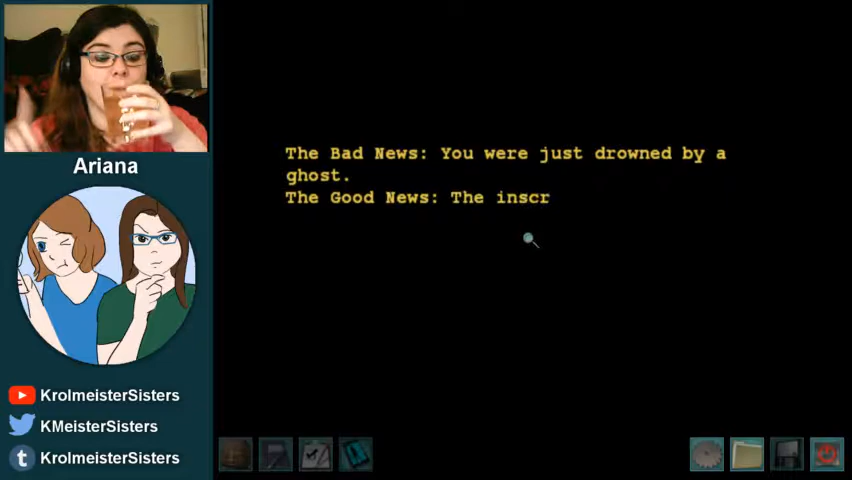 Ariana
KrolmeisterSisters
KMeisterSisters
KrolmeisterSisters
The Bad News: You were just drowned by a
ghost.
The Good News: The inscr